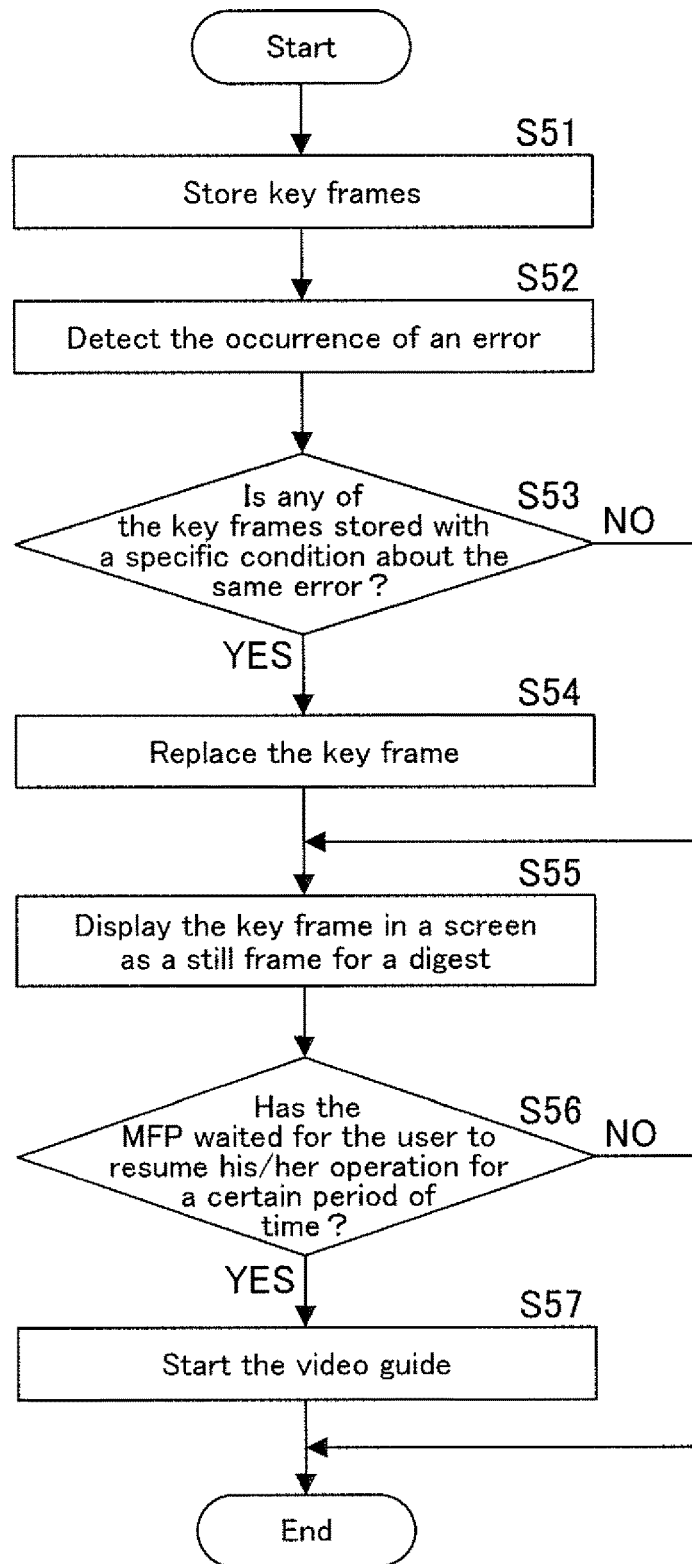 Start
S51
Store key frames
S52
Detect the occurrence of an error
S53
Is any of
the key frames stored with
a specific condition about the
same error?
NO
YES
S54
Replace the key frame
S55
Display the key frame in a screen
as a still frame for a digest
S56
Has the
MFP waited for the user to
resume his/her operation for
a certain period of
time?
NO
YES
S57
Start the video guide
End